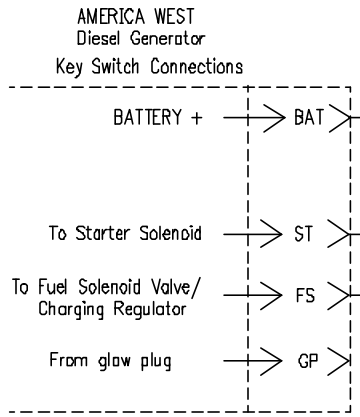 AMERICA WEST
Diesel Generator
Key Switch Connections
BATTERY + BAT
To Starter Solenoid ST
To Fuel Solenoid Valve/
Charging Regulator FS
From glow plug GP